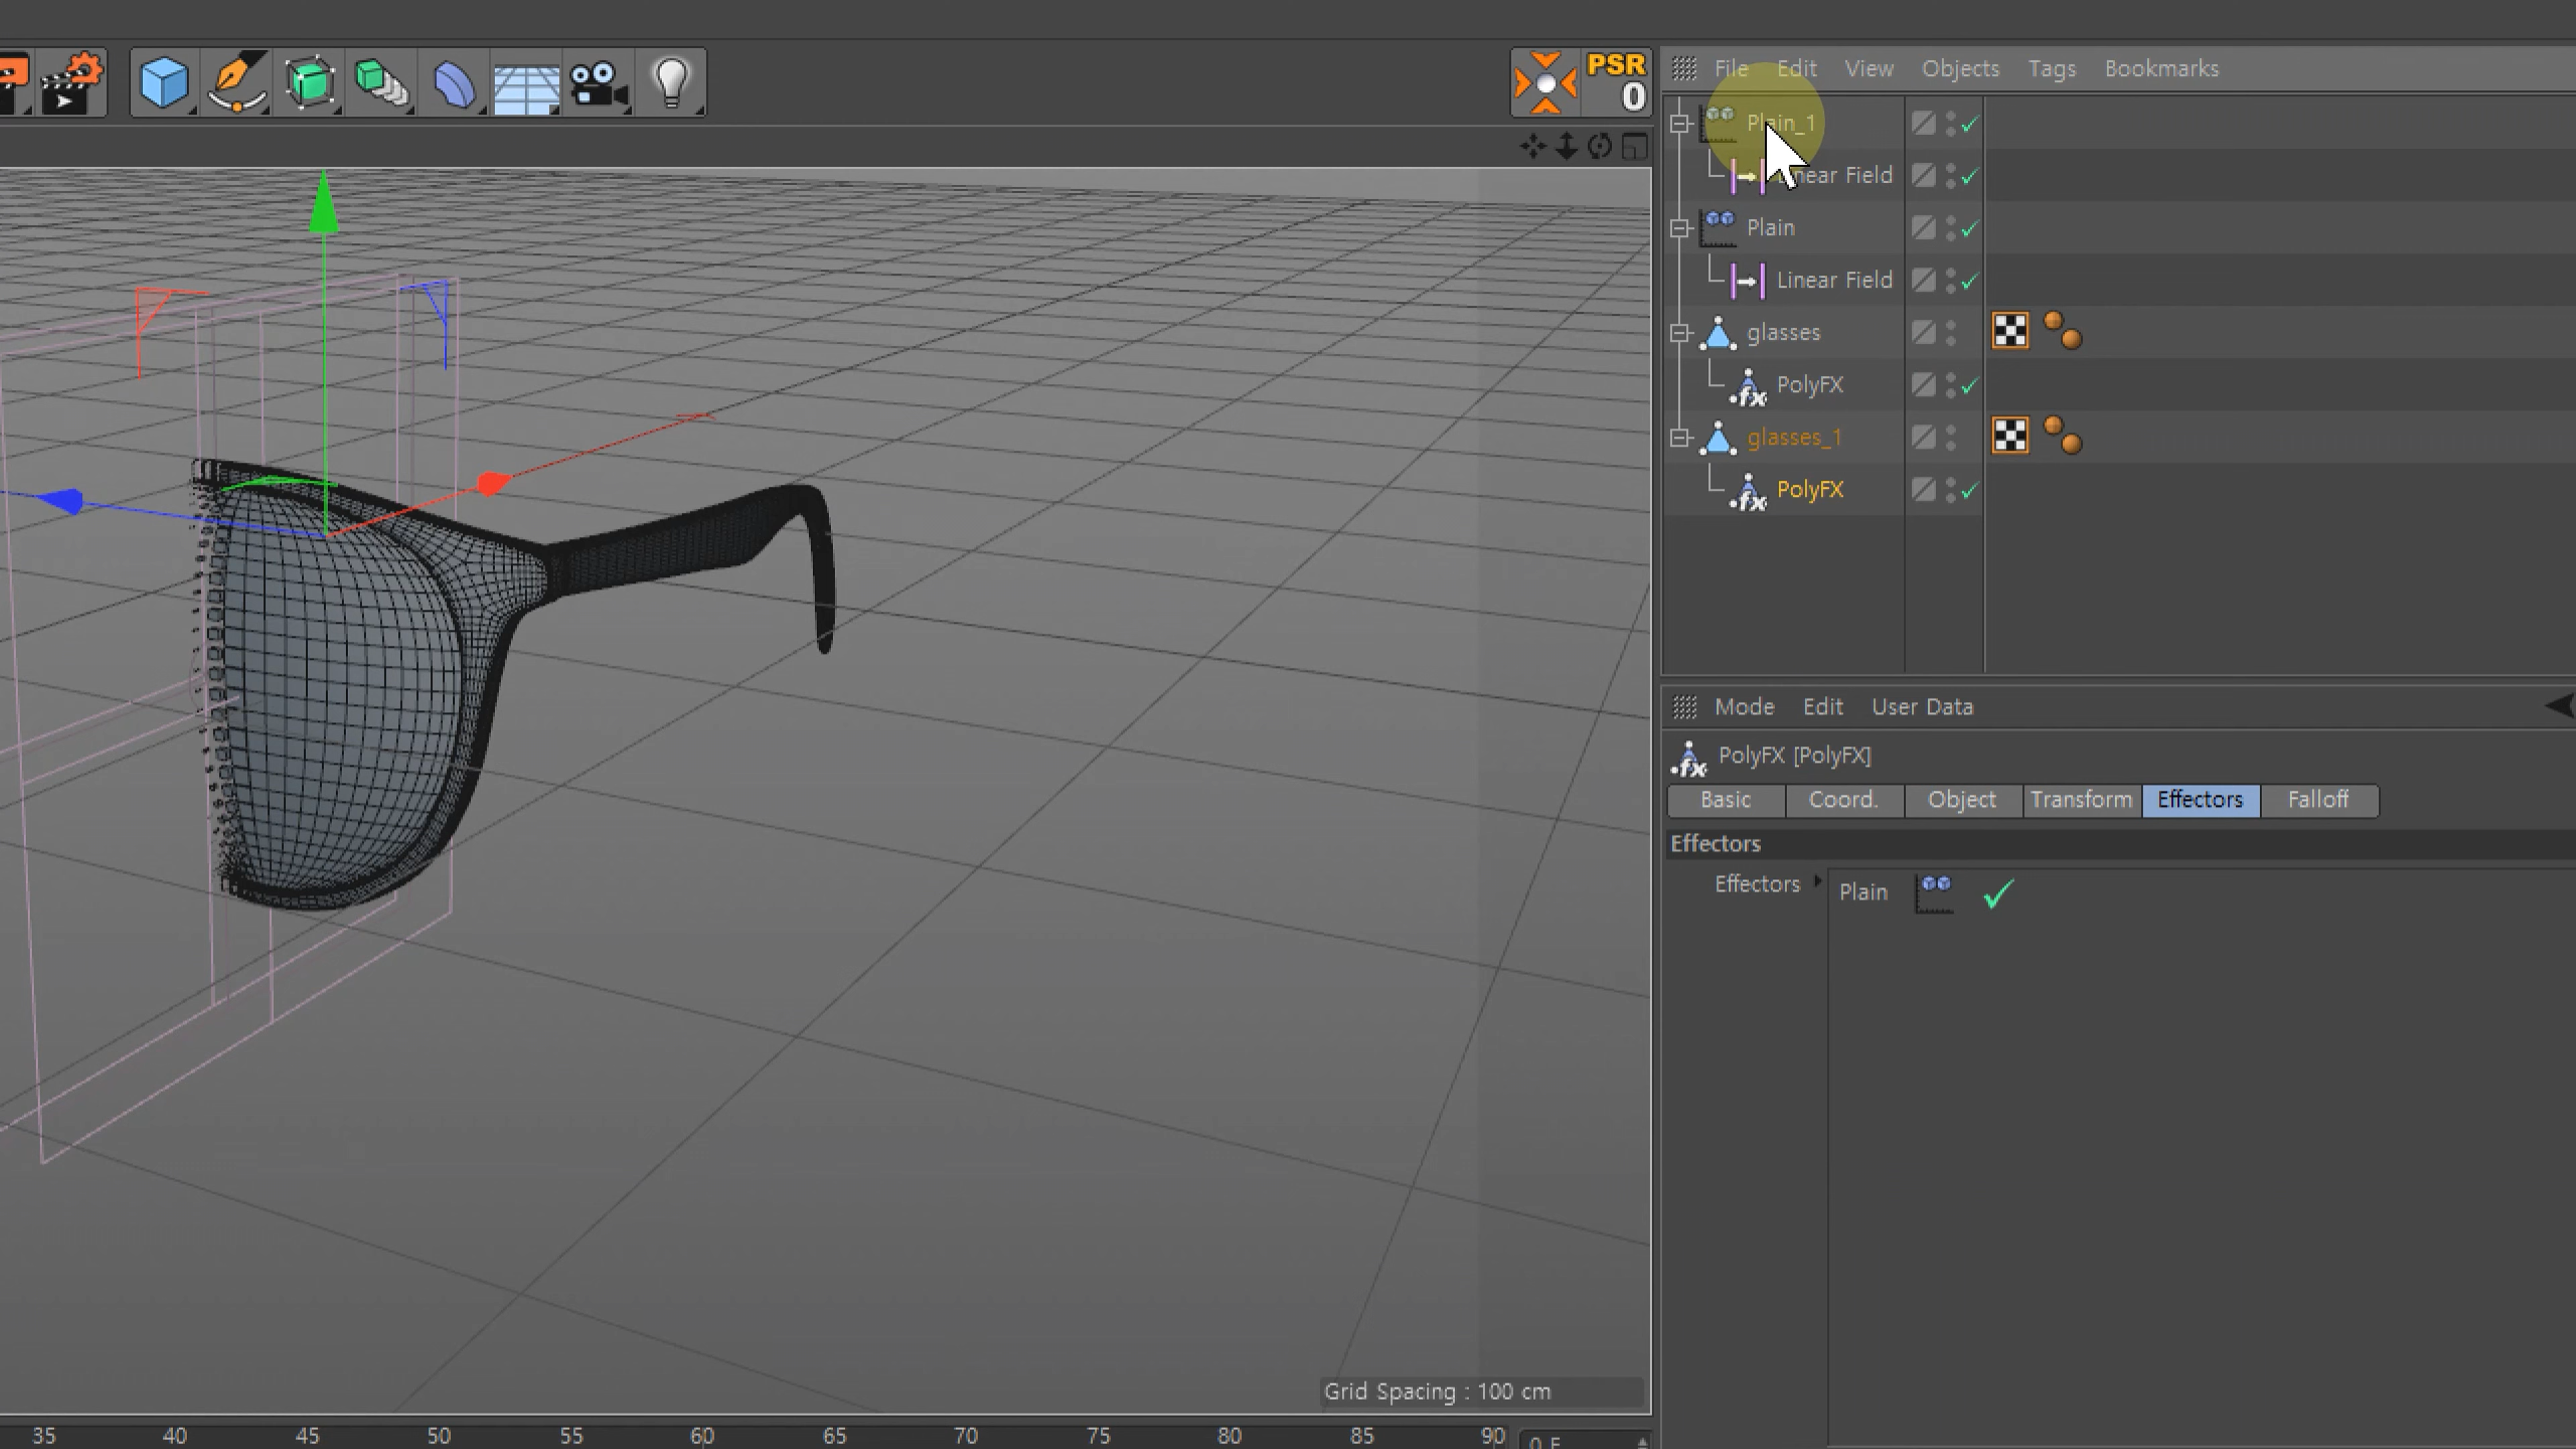 PSR
0
File Edit View Objects Tags Bookmarks
Plain_1
Linear Field
Plain
Linear Field
glasses
PolyFX
glasses_1
PolyFX
Mode Edit User Data
PolyFX [PolyFX]
Basic Coord. Object Transform Effectors Falloff
Effectors
Effectors Plain
Grid Spacing : 100 cm
35 40 45 50 55 60 65 70 75 80 85 90
0 F